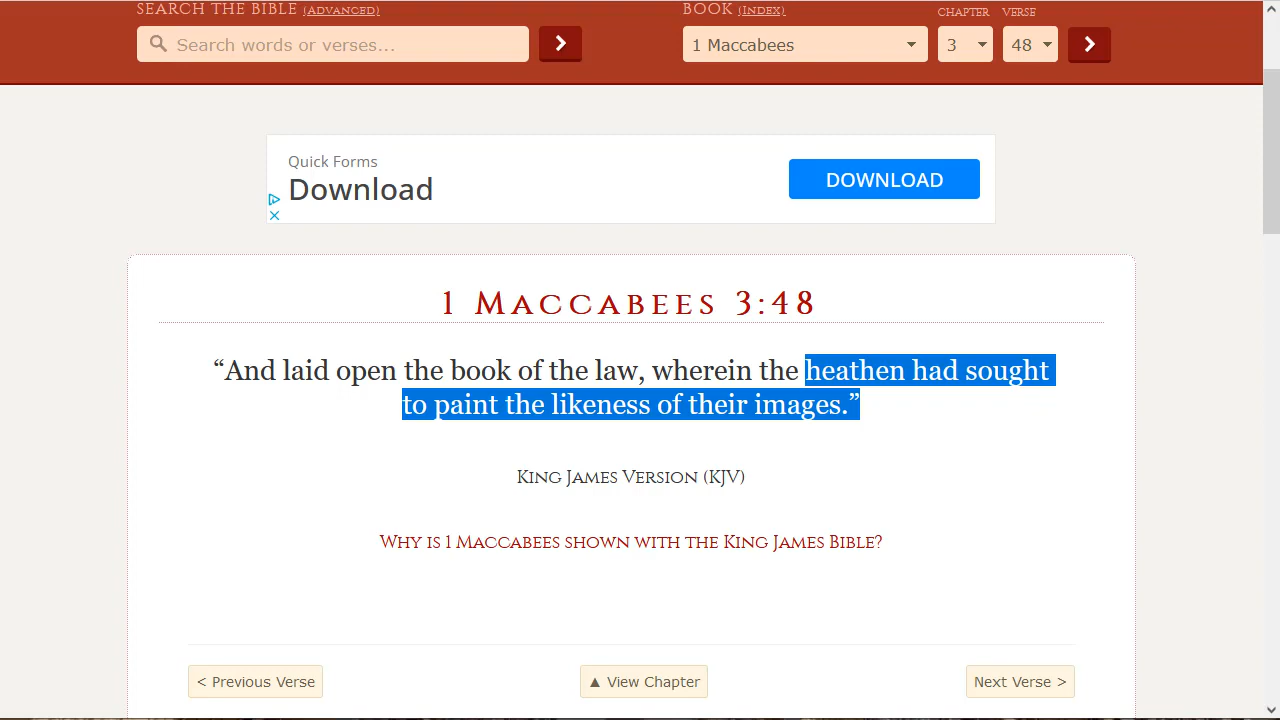 SEARCH THE BIBLE (ADVANCED)
BOOK (INDEX)
CHAPTER VERSE
Search words or verses...
1 Maccabees
3
48
Quick Forms
Download
DOWNLOAD
1 MACCABEES 3:48
“And laid open the book of the law, wherein the heathen had sought
to paint the likeness of their images.”
KING JAMES VERSION (KJV)
WHY IS 1 MACCABEES SHOWN WITH THE KING JAMES BIBLE?
< Previous Verse
▲ View Chapter
Next Verse >